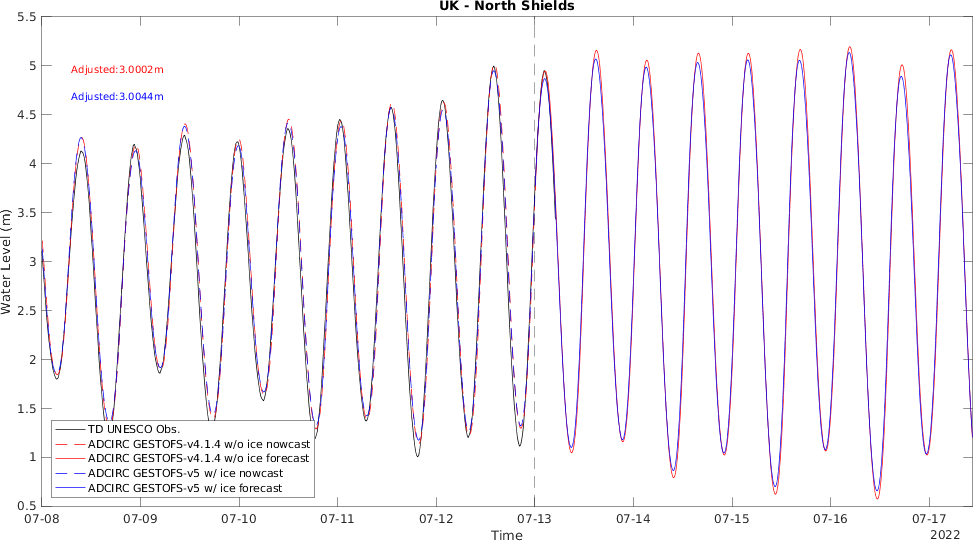 UK - North Shields
5.5
5
4.5
4
3.5
3
2.5
2
1.5
1
0.5
Water Level (m)
Adjusted:3.0002m
Adjusted:3.0044m
TD UNESCO Obs.
ADCIRC GESTOFS-v4.1.4 w/o ice nowcast
ADCIRC GESTOFS-v4.1.4 w/o ice forecast
ADCIRC GESTOFS-v5 w/ ice nowcast
ADCIRC GESTOFS-v5 w/ ice forecast
07-08 07-09 07-10 07-11 07-12 07-13 07-14 07-15 07-16 07-17
Time
2022